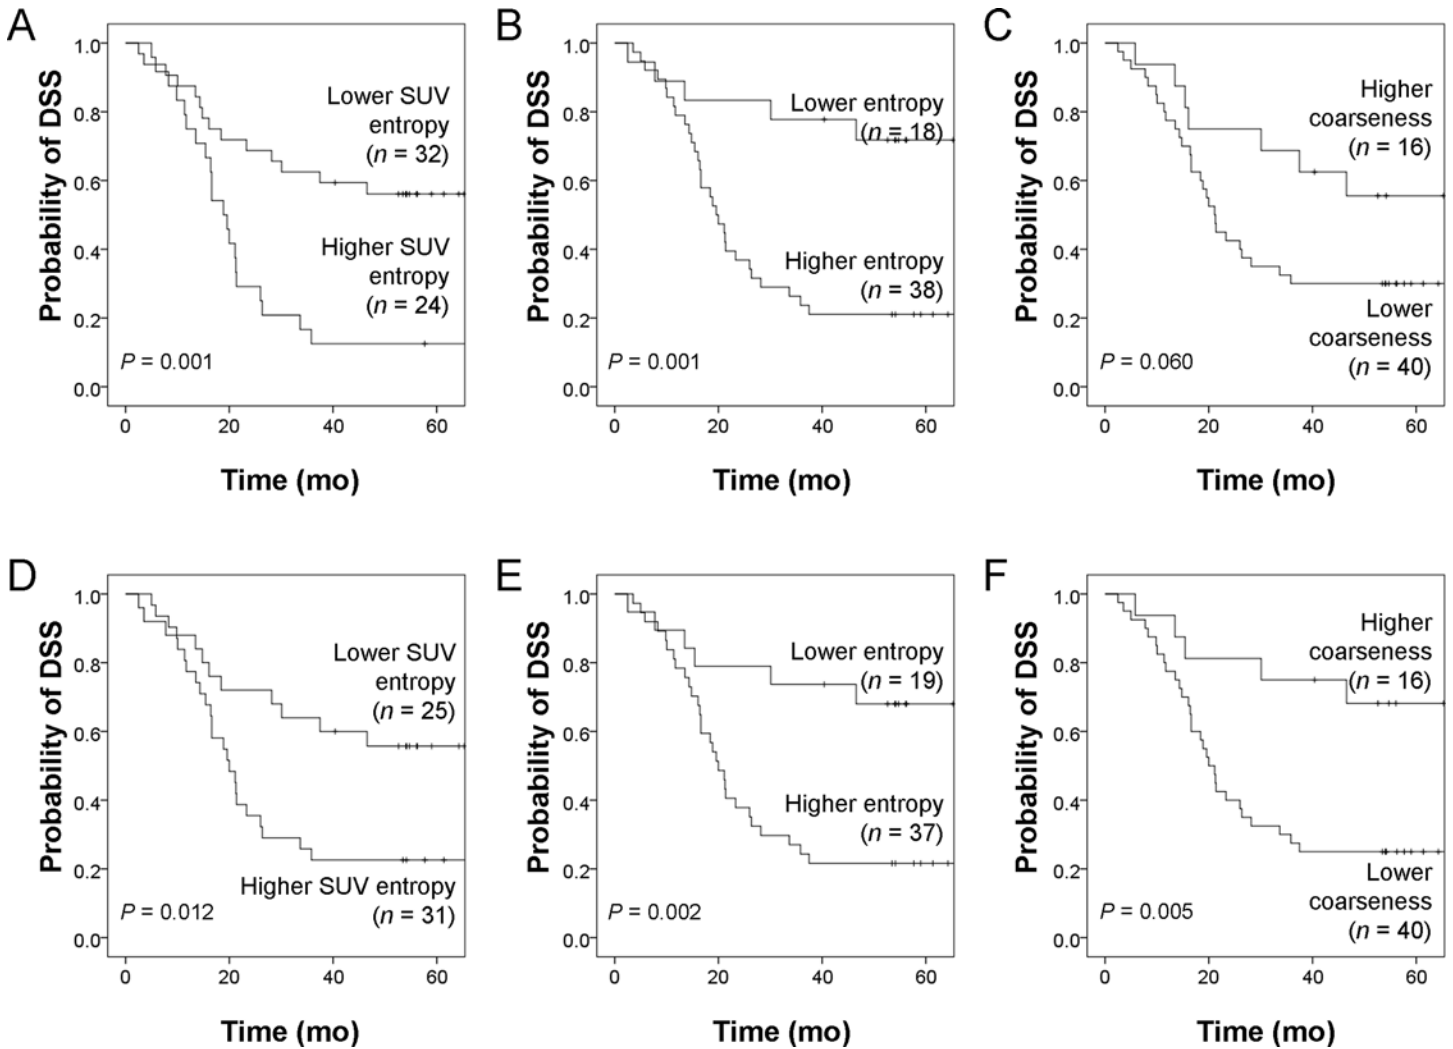 A
Probability of DSS
1.0
0.8
0.6
0.4
0.2
0.0
Lower SUV
entropy
(n = 32)
Higher SUV
entropy
(n = 24)
P = 0.001
0 20 40 60
Time (mo)
B
Probability of DSS
1.0
0.8
0.6
0.4
0.2
0.0
Lower entropy
(n = 18)
Higher entropy
(n = 38)
P = 0.001
0 20 40 60
Time (mo)
C
Probability of DSS
1.0
0.8
0.6
0.4
0.2
0.0
Higher
coarseness
(n = 16)
Lower
coarseness
(n = 40)
P = 0.060
0 20 40 60
Time (mo)
D
Probability of DSS
1.0
0.8
0.6
0.4
0.2
0.0
Lower SUV
entropy
(n = 25)
Higher SUV entropy
(n = 31)
P = 0.012
0 20 40 60
Time (mo)
E
Probability of DSS
1.0
0.8
0.6
0.4
0.2
0.0
Lower entropy
(n = 19)
Higher entropy
(n = 37)
P = 0.002
0 20 40 60
Time (mo)
F
Probability of DSS
1.0
0.8
0.6
0.4
0.2
0.0
Higher
coarseness
(n = 16)
Lower
coarseness
(n = 40)
P = 0.005
0 20 40 60
Time (mo)